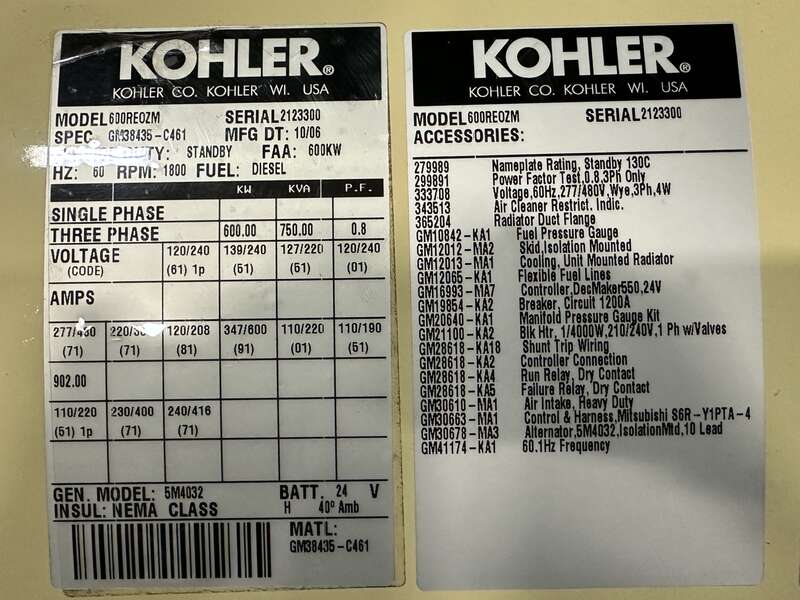 KOHLER®
KOHLER CO. KOHLER WI. USA
MODEL 600REOZM SERIAL 2123300
SPEC GM38435-C461 MFG DT: 10/06
STANDBY FAA: 600KW
HZ: 60 RPM: 1800 FUEL: DIESEL
KW KVA P.F.
SINGLE PHASE
THREE PHASE 600.00 750.00 0.8
VOLTAGE 120/240 139/240 127/220 120/240
(CODE) (61) 1p (51) (51) (01)
AMPS
277/480 120/208 347/600 110/220 110/190
(71) (71) (81) (91) (01) (51)
902.00
110/220 230/400 240/416
(51) 1p (71) (71)
GEN. MODEL: 5M4032 BATT. 24 V
INSUL: NEMA CLASS H 40° Amb
MATL:
GM38435-C461
KOHLER®
KOHLER CO. KOHLER WI. USA
MODEL 600REOZM SERIAL 2123300
ACCESSORIES:
279989 Nameplate Rating, Standby 130C
299891 Power Factor Test,0.8,3Ph Only
333708 Voltage,60Hz,277/480V,Wye,3Ph,4W
343513 Air Cleaner Restrict. Indic.
365204 Radiator Duct Flange
GM10842-KA1 Fuel Pressure Gauge
GM12012-MA2 Skid,Isolation Mounted
GM12013-MA1 Cooling, Unit Mounted Radiator
GM12065-KA1 Flexible Fuel Lines
GM16993-MA7 Controller,DecMaker550,24V
GM19854-KA2 Breaker, Circuit 1200A
GM20640-KA1 Manifold Pressure Gauge Kit
GM21100-KA2 Blk Htr, 1/4000W,210/240V,1 Ph w/Valves
GM28618-KA18 Shunt Trip Wiring
GM28618-KA2 Controller Connection
GM28618-KA4 Run Relay, Dry Contact
GM28618-KA5 Failure Relay, Dry Contact
GM30610-MA1 Air Intake, Heavy Duty
GM30663-MA1 Control & Harness,Mitsubishi S6R-Y1PTA-4
GM30678-MA3 Alternator,5M4032,IsolationMtd,10 Lead
GM41174-KA1 60.1Hz Frequency